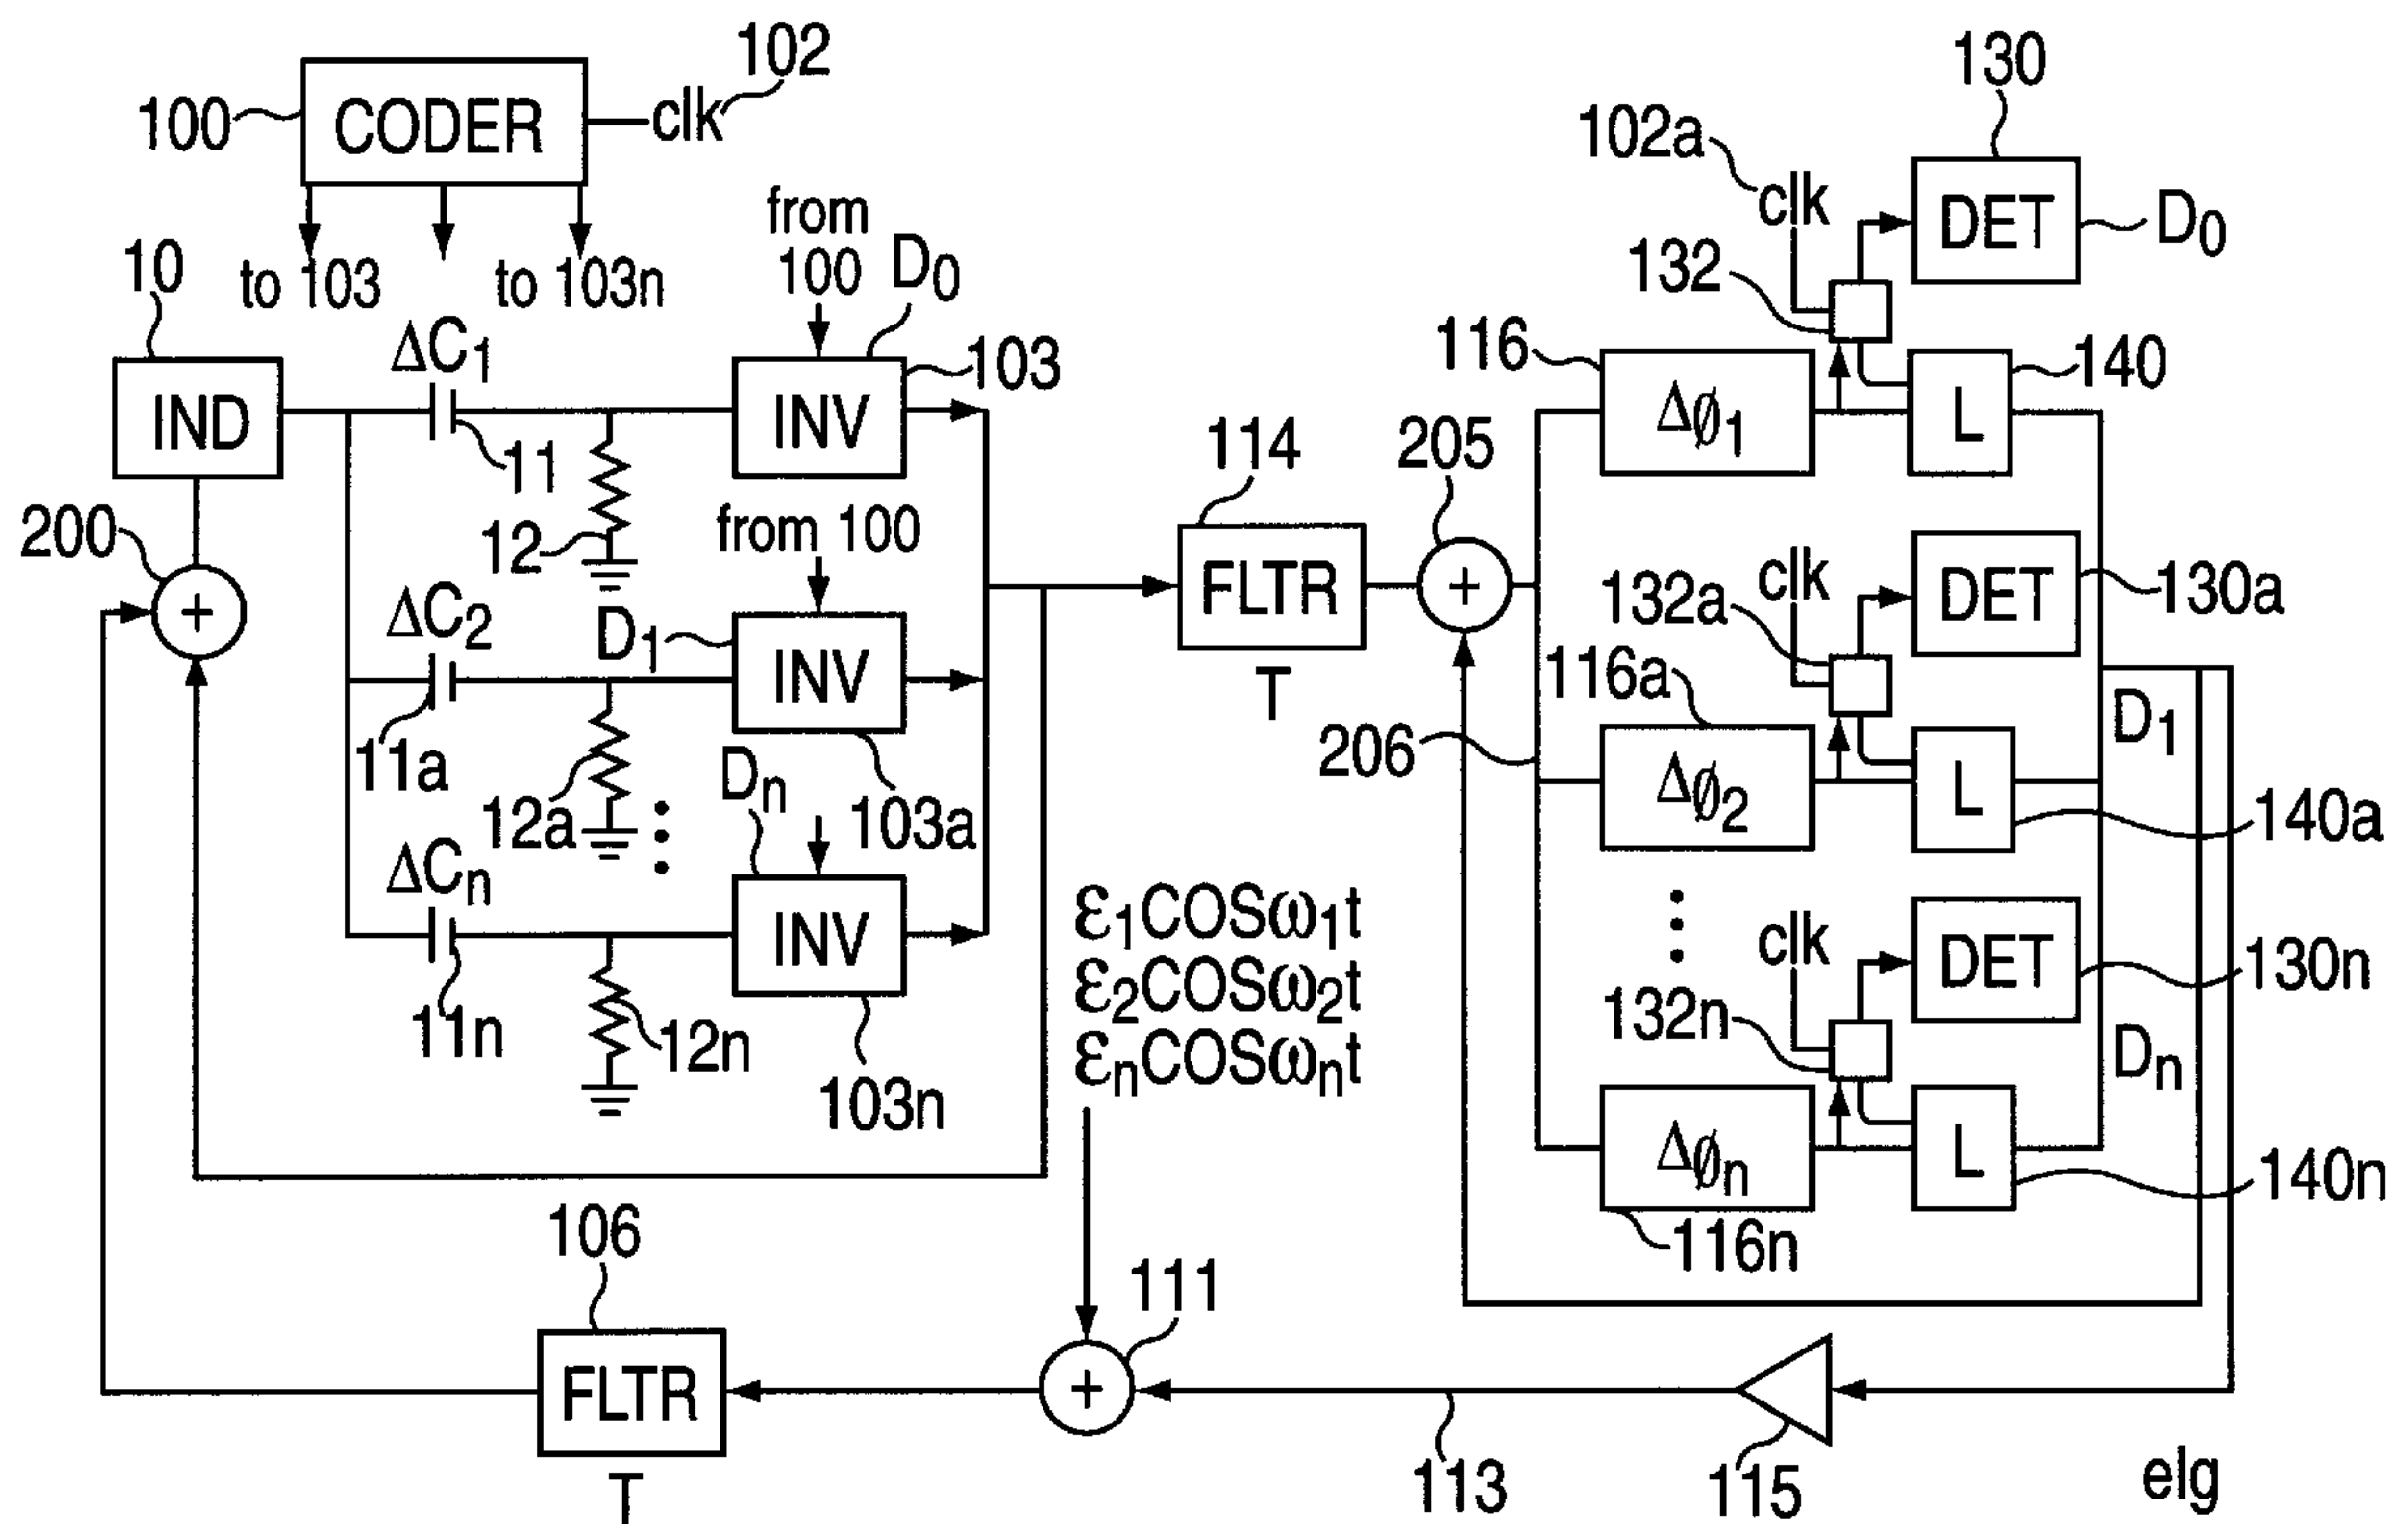 102
130
100
CODER
clk
102a
clk
DET
D0
from
100
D0
10
to 103
to 103n
132
ΔC1
103
116
140
IND
INV
Δø1
L
11
114
205
200
12
from 100
+
FLTR
+
clk
DET
130a
132a
ΔC2
D1
INV
T
116a
D1
11a
12a
Dn
103a
206
Δø2
L
140a
ΔCn
INV
ε1COSω1t
ε2COSω2t
εnCOSωnt
clk
DET
130n
132n
11n
12n
103n
Dn
Δøn
L
140n
116n
106
111
FLTR
+
T
113
115
elg